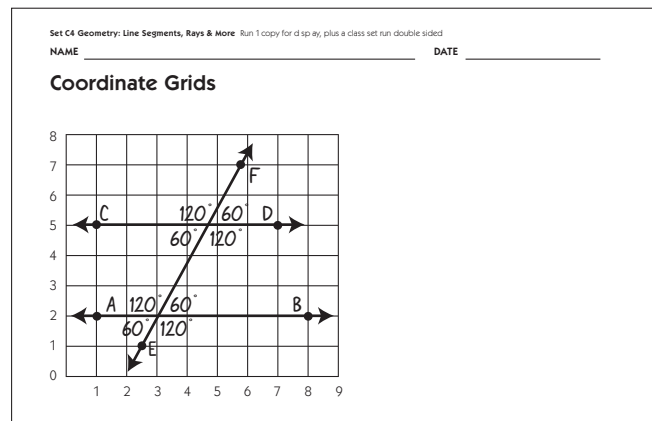 Set C4 Geometry: Line Segments, Rays & More Run 1 copy for d sp ay, plus a class set run double sided
NAME DATE
Coordinate Grids
8
7
F
6
C 120° 60° D
5
60° 120°
4
3
A 120° 60° B
2
60° 120°
1
E
0
1 2 3 4 5 6 7 8 9